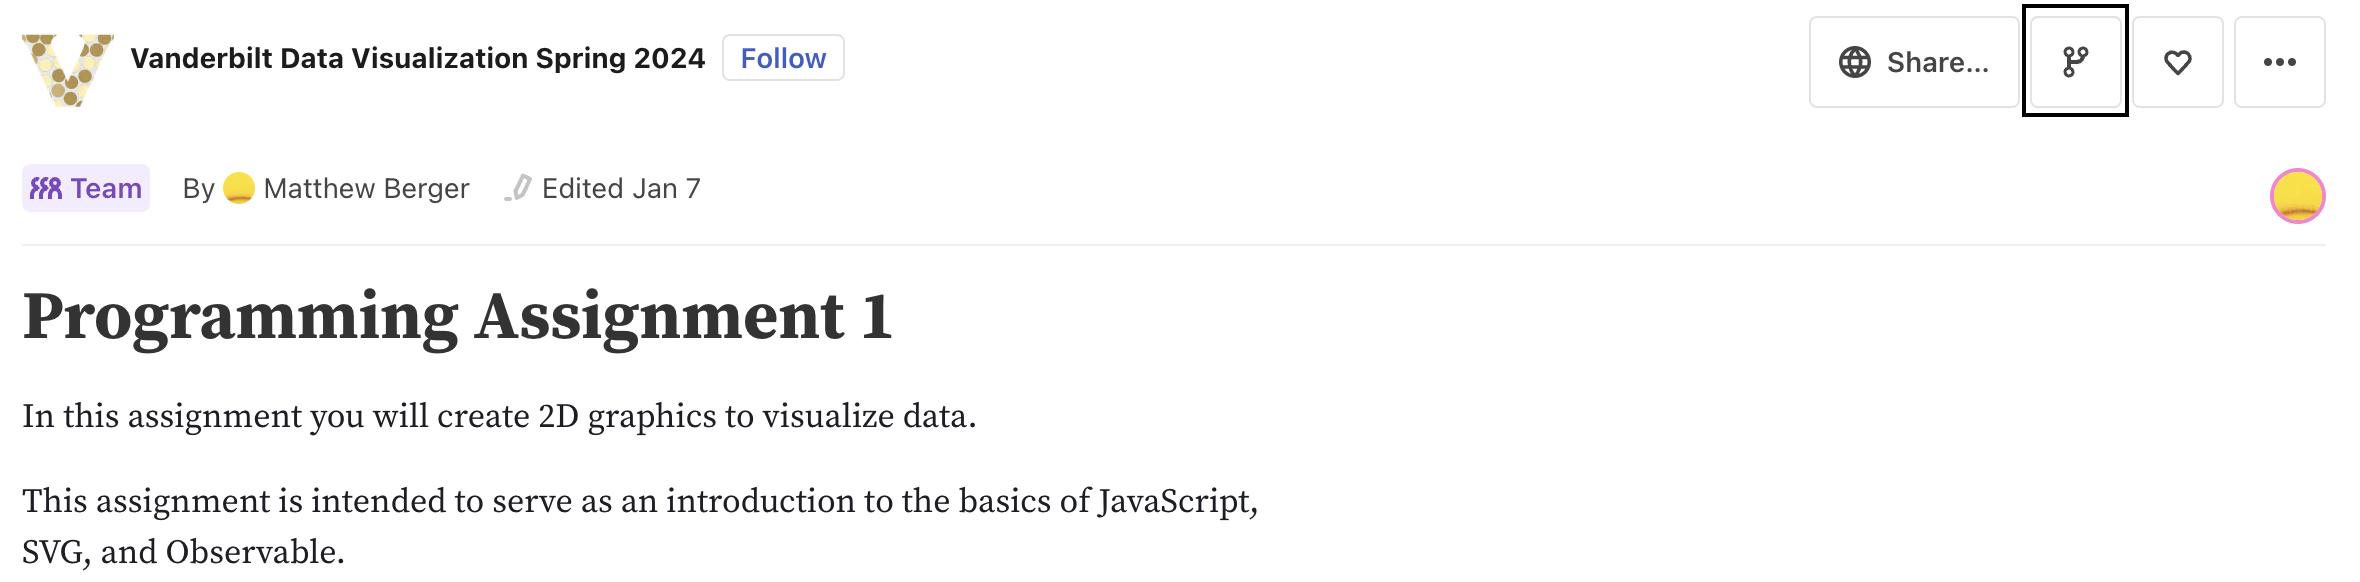 Vanderbilt Data Visualization Spring 2024 Follow Share...
Team By Matthew Berger Edited Jan 7
Programming Assignment 1
In this assignment you will create 2D graphics to visualize data.
This assignment is intended to serve as an introduction to the basics of JavaScript,
SVG, and Observable.